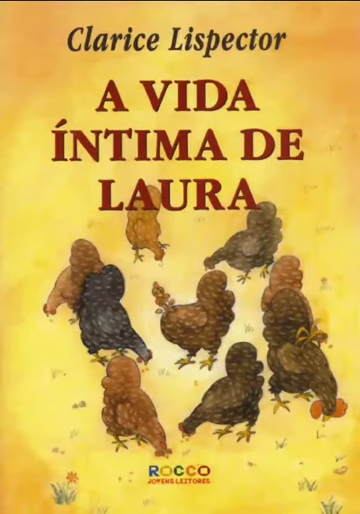 Clarice Lispector
A VIDA
ÍNTIMA DE
LAURA
ROCCO
JOVENS LEITORES